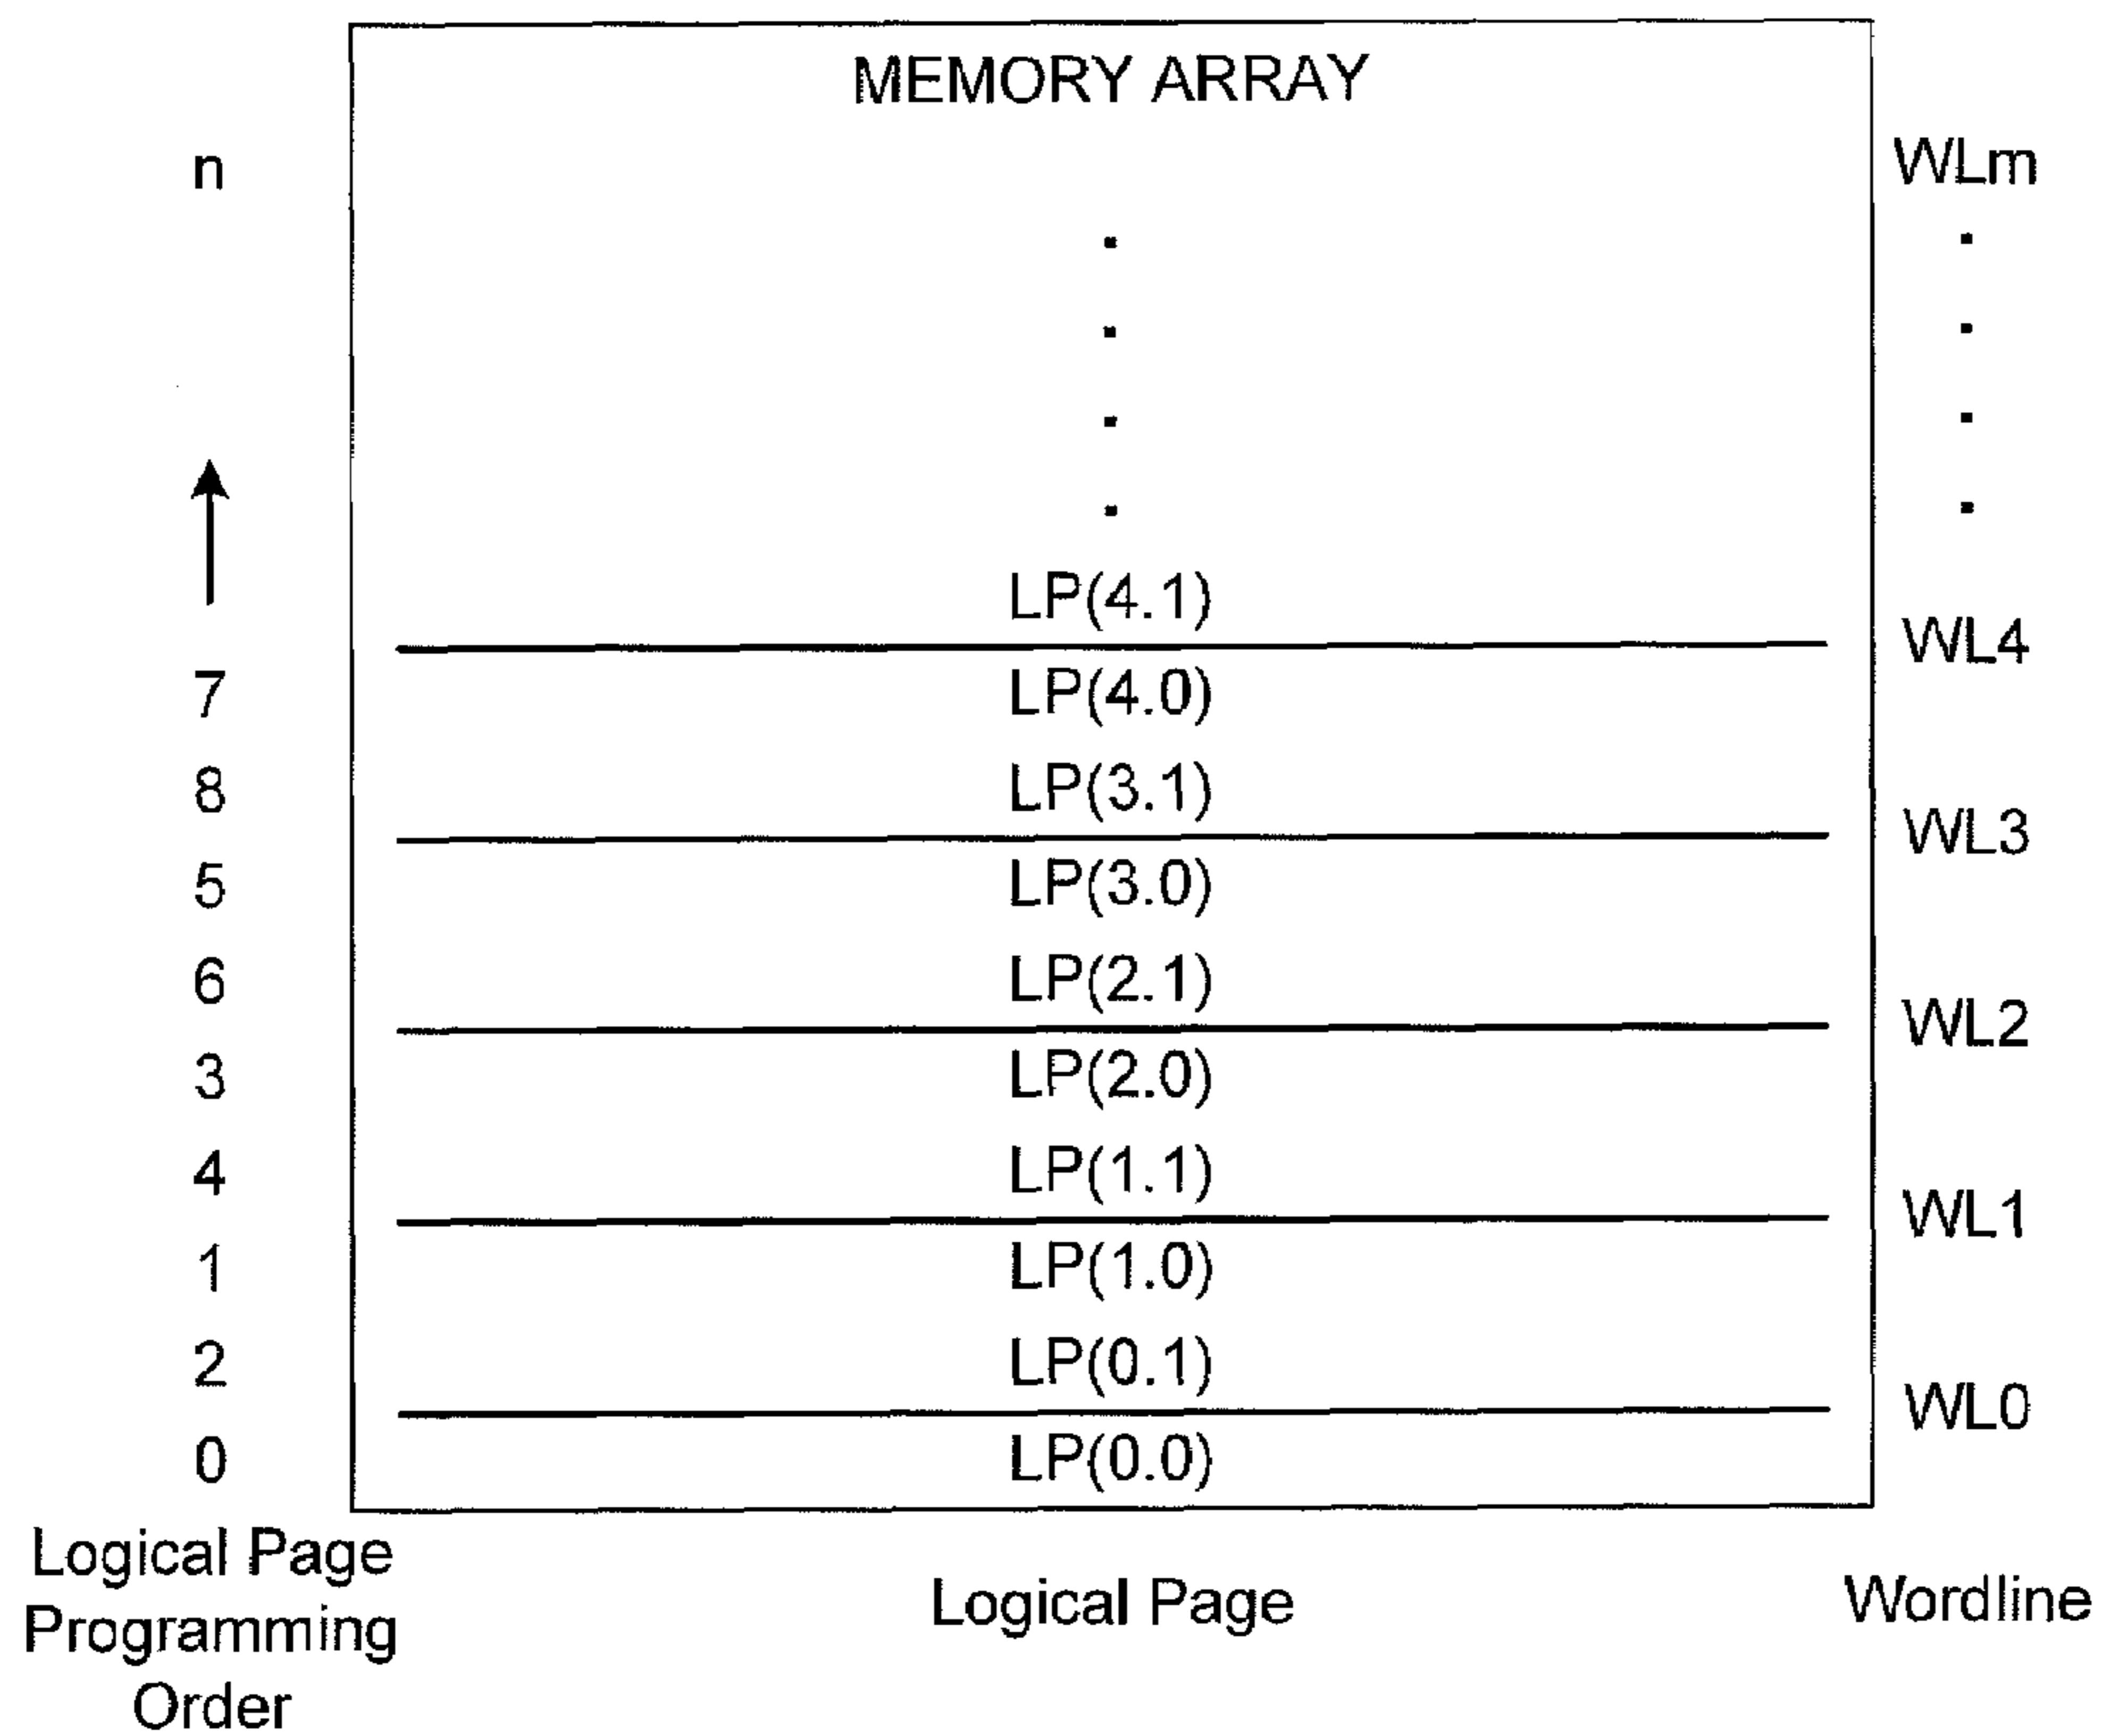 MEMORY ARRAY
n WLm
LP(4.1)
WL4
7 LP(4.0)
8 LP(3.1)
WL3
5 LP(3.0)
6 LP(2.1)
WL2
3 LP(2.0)
4 LP(1.1)
WL1
1 LP(1.0)
2 LP(0.1)
WL0
0 LP(0.0)
Logical Page
Programming
Order
Logical Page
Wordline